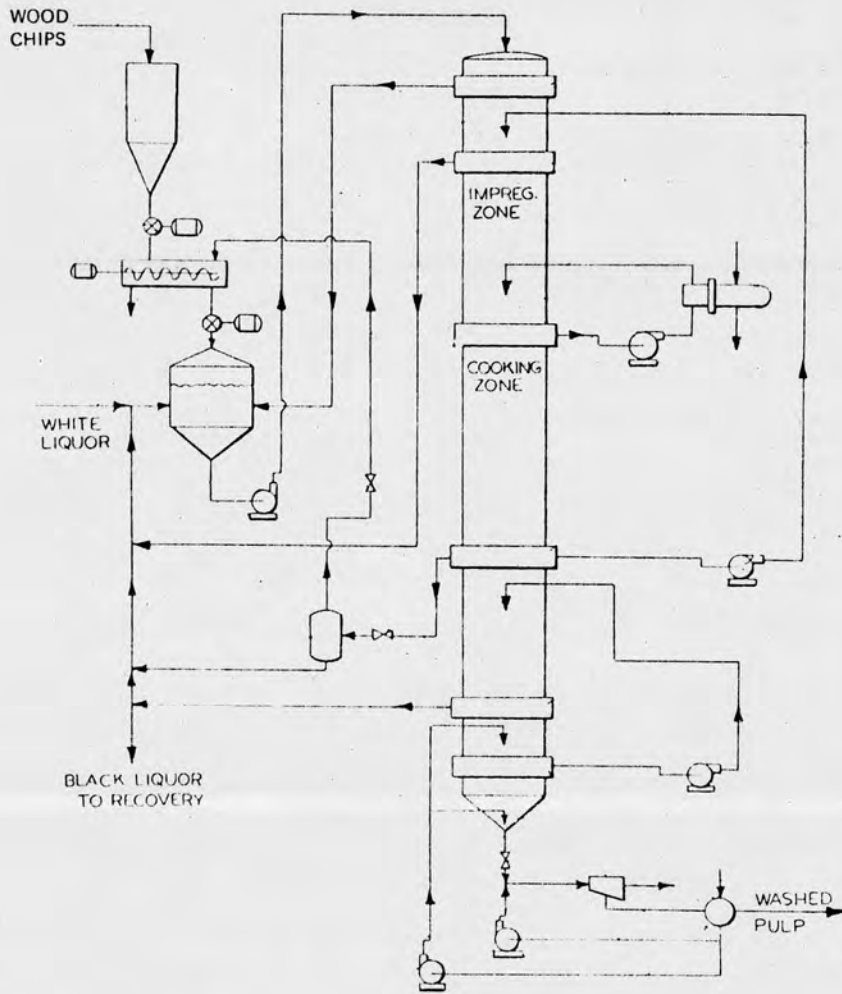 WOOD
CHIPS
IMPREG.
ZONE
COOKING
ZONE
WHITE
LIQUOR
BLACK LIQUOR
TO RECOVERY
WASHED
PULP